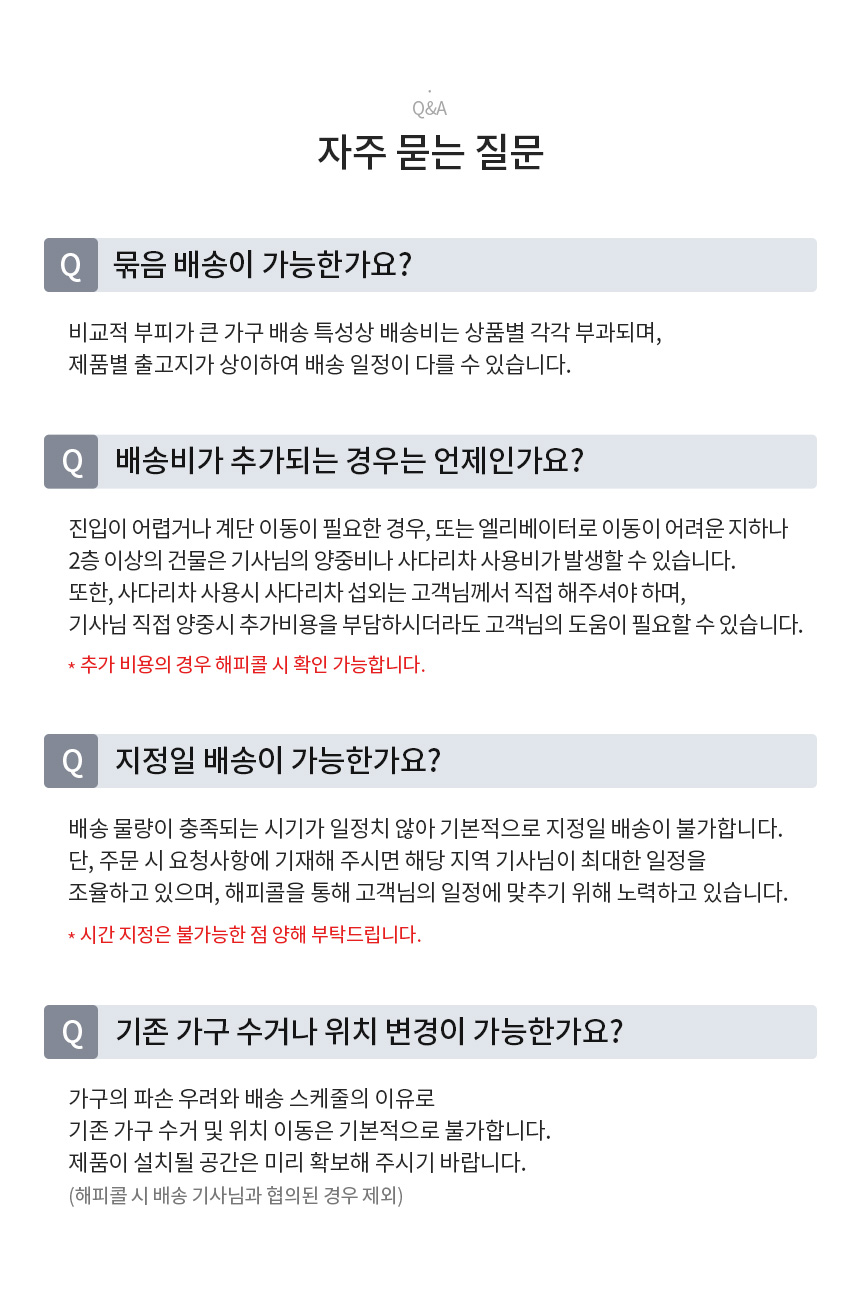 Q&A
자주 묻는 질문
Q 묶음 배송이 가능한가요?
비교적 부피가 큰 가구 배송 특성상 배송비는 상품별 각각 부과되며,
제품별 출고지가 상이하여 배송 일정이 다를 수 있습니다.
Q 배송비가 추가되는 경우는 언제인가요?
진입이 어렵거나 계단 이동이 필요한 경우, 또는 엘리베이터로 이동이 어려운 지하나
2층 이상의 건물은 기사님의 양중비나 사다리차 사용비가 발생할 수 있습니다.
또한, 사다리차 사용시 사다리차 섭외는 고객님께서 직접 해주셔야 하며,
기사님 직접 양중시 추가비용을 부담하시더라도 고객님의 도움이 필요할 수 있습니다.
* 추가 비용의 경우 해피콜 시 확인 가능합니다.
Q 지정일 배송이 가능한가요?
배송 물량이 충족되는 시기가 일정치 않아 기본적으로 지정일 배송이 불가합니다.
단, 주문 시 요청사항에 기재해 주시면 해당 지역 기사님이 최대한 일정을
조율하고 있으며, 해피콜을 통해 고객님의 일정에 맞추기 위해 노력하고 있습니다.
* 시간 지정은 불가능한 점 양해 부탁드립니다.
Q 기존 가구 수거나 위치 변경이 가능한가요?
가구의 파손 우려와 배송 스케줄의 이유로
기존 가구 수거 및 위치 이동은 기본적으로 불가합니다.
제품이 설치될 공간은 미리 확보해 주시기 바랍니다.
(해피콜 시 배송 기사님과 협의된 경우 제외)